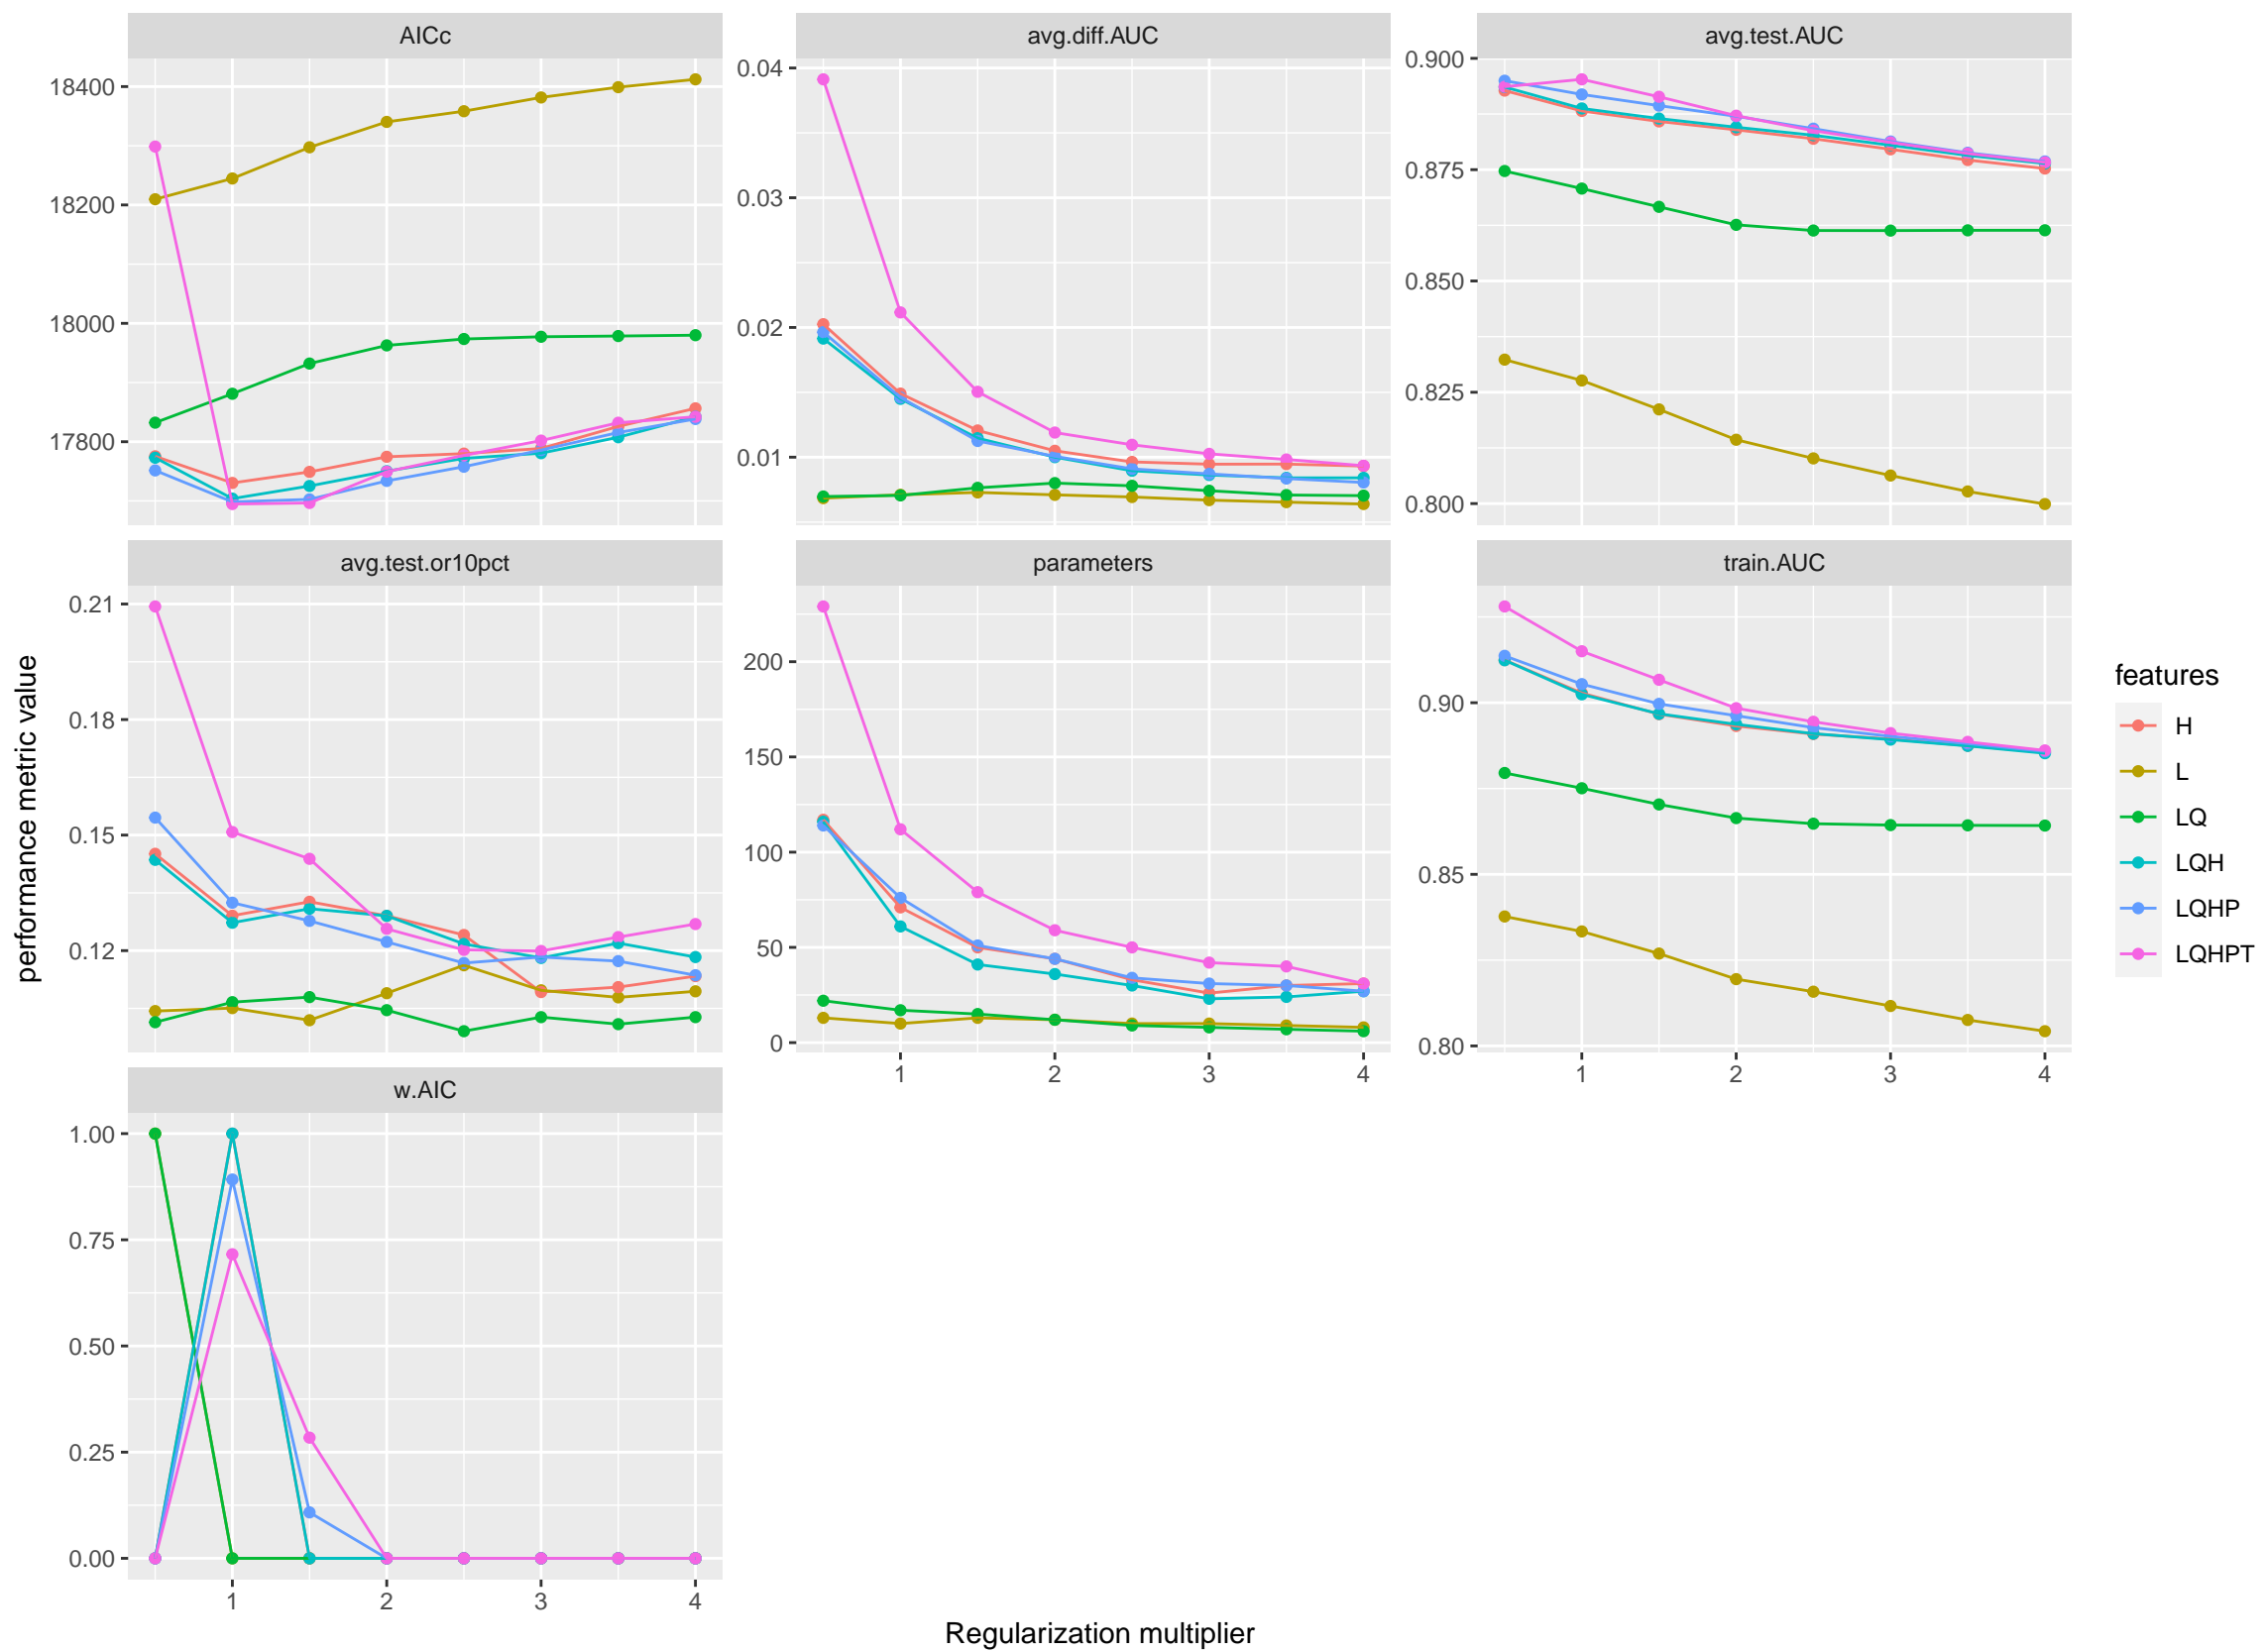 AICc
avg.diff.AUC
avg.test.AUC
18400
18200
18000
17800
0.04
0.03
0.02
0.01
0.900
0.875
0.850
0.825
0.800
avg.test.or10pct
parameters
train.AUC
0.21
0.18
0.15
0.12
200
150
100
50
0
0.90
0.85
0.80
1 2 3 4
1 2 3 4
w.AIC
1.00
0.75
0.50
0.25
0.00
1 2 3 4
performance metric value
Regularization multiplier
features
H
L
LQ
LQH
LQHP
LQHPT